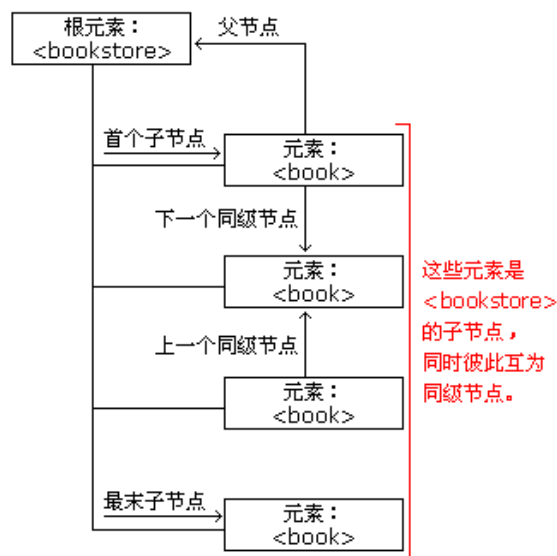 根元素：
<bookstore>
父节点
首个子节点
元素：
<book>
下一个同级节点
元素：
<book>
上一个同级节点
元素：
<book>
最末子节点
元素：
<book>
这些元素是
<bookstore>
的子节点，
同时彼此互为
同级节点。